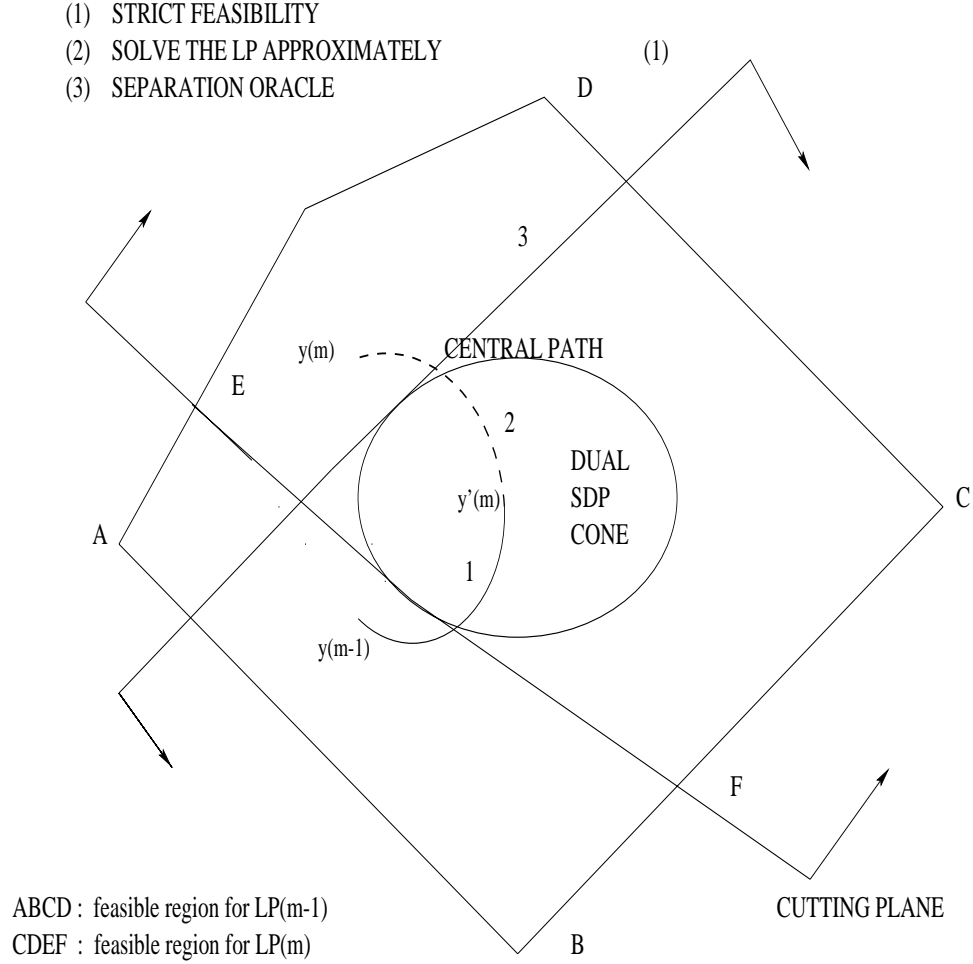 (1) STRICT FEASIBILITY
(2) SOLVE THE LP APPROXIMATELY
(3) SEPARATION ORACLE
(1)
D
3
y(m)
CENTRAL PATH
E
2
DUAL
SDP
CONE
y'(m)
C
A
1
y(m-1)
F
ABCD : feasible region for LP(m-1)
CUTTING PLANE
CDEF : feasible region for LP(m)
B